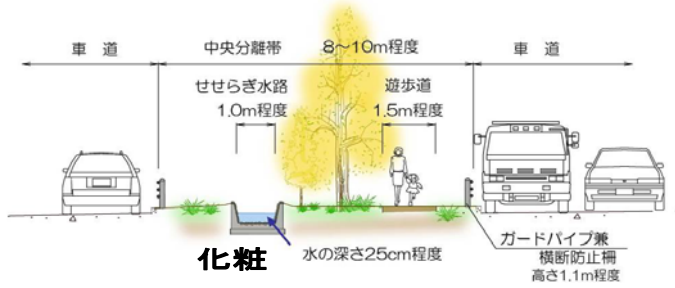 車　道
中央分離帯　8～10m程度
車　道
せせらぎ水路
1.0m程度
遊歩道
1.5m程度
化粧
水の深さ25cm程度
ガードパイプ兼
横断防止柵
高さ1.1m程度